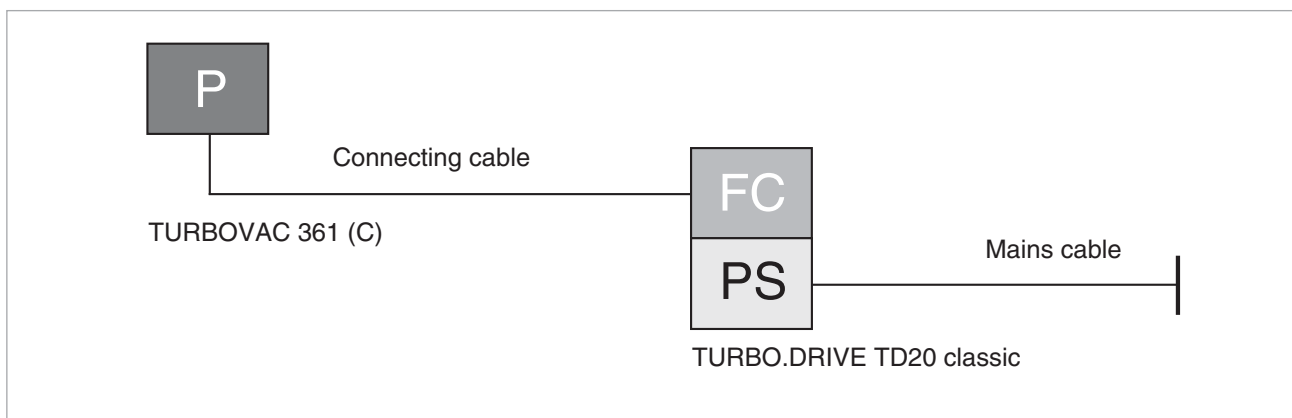 P
Connecting cable
FC
TURBOVAC 361 (C)
Mains cable
PS
TURBO.DRIVE TD20 classic